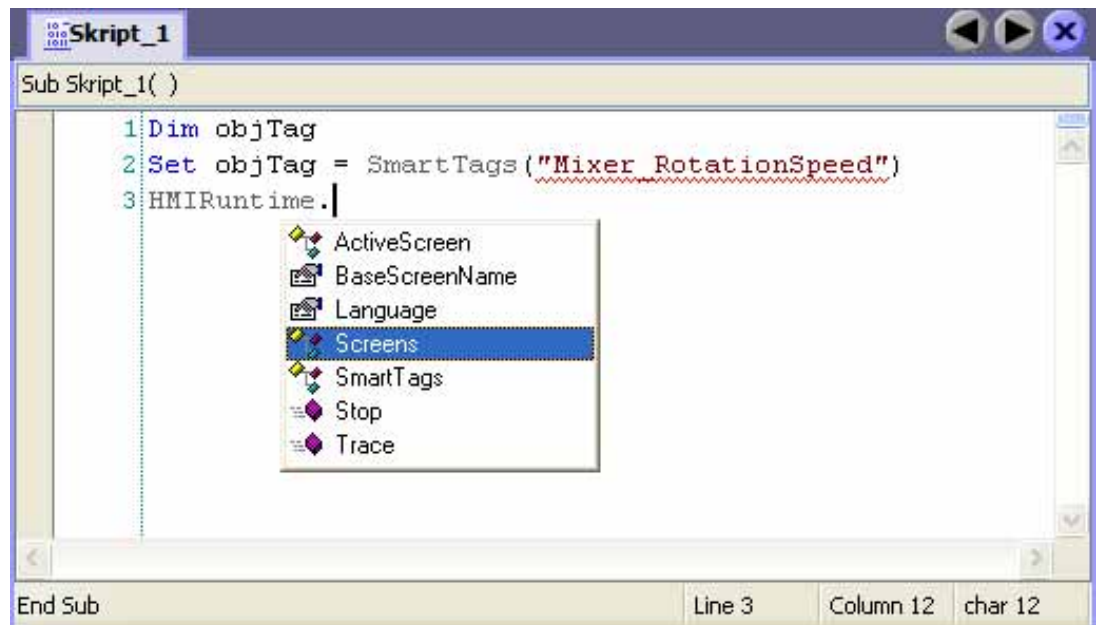 Skript_1
Sub Skript_1( )
1 Dim objTag
2 Set objTag = SmartTags("Mixer_RotationSpeed")
3 HMIRuntime.
ActiveScreen
BaseScreenName
Language
Screens
SmartTags
Stop
Trace
End Sub Line 3 Column 12 char 12